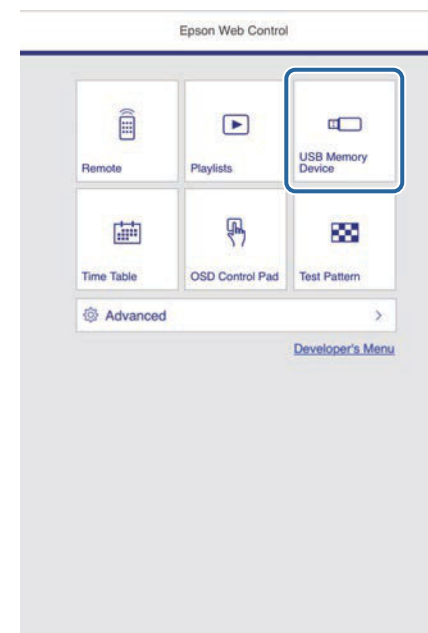 Epson Web Control
Remote
Playlists
USB Memory
Device
Time Table
OSD Control Pad
Test Pattern
Advanced
Developer's Menu